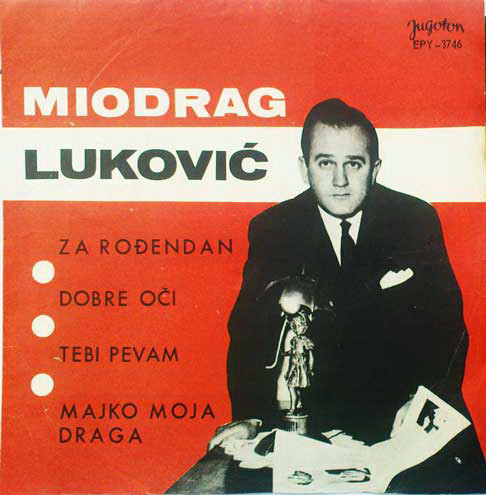 Jugoton
EPY-3746
MIODRAG
LUKOVIĆ
ZA ROĐENDAN
DOBRE OČI
TEBI PEVAM
MAJKO MOJA
DRAGA